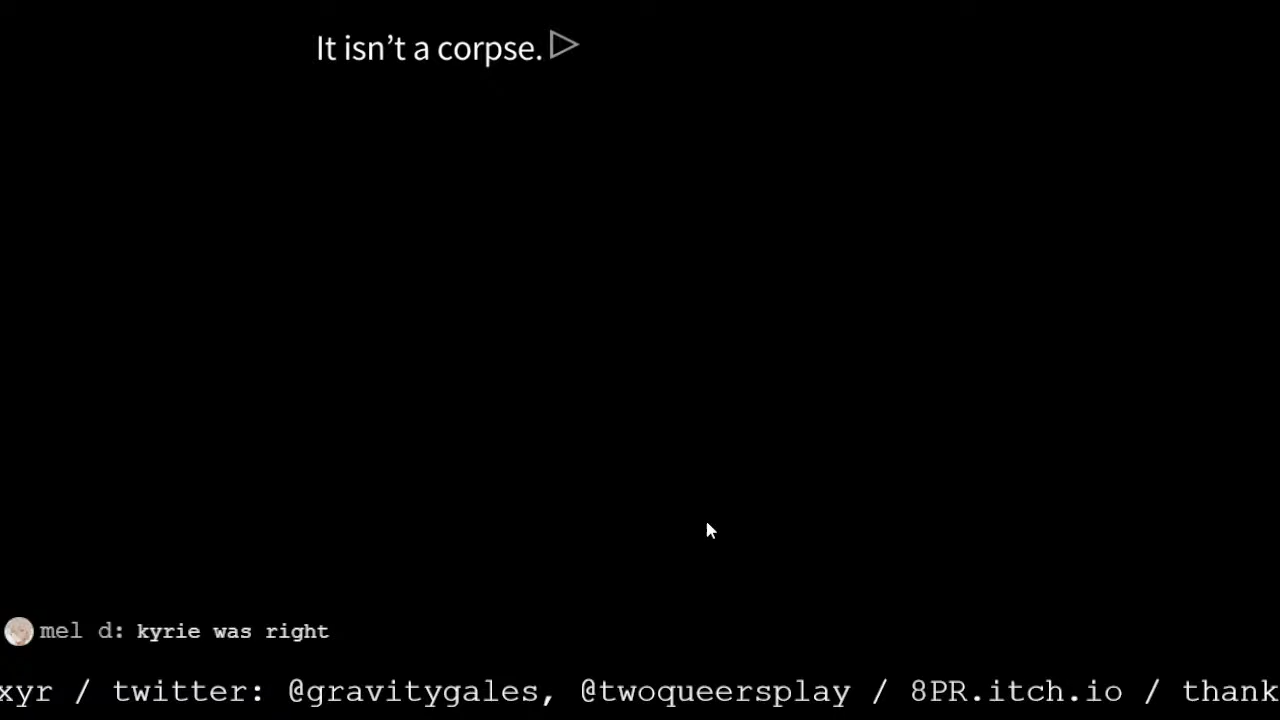 It isn’t a corpse.
mel d: kyrie was right
xyr / twitter: @gravitygales, @twoqueersplay / 8PR.itch.io / thank